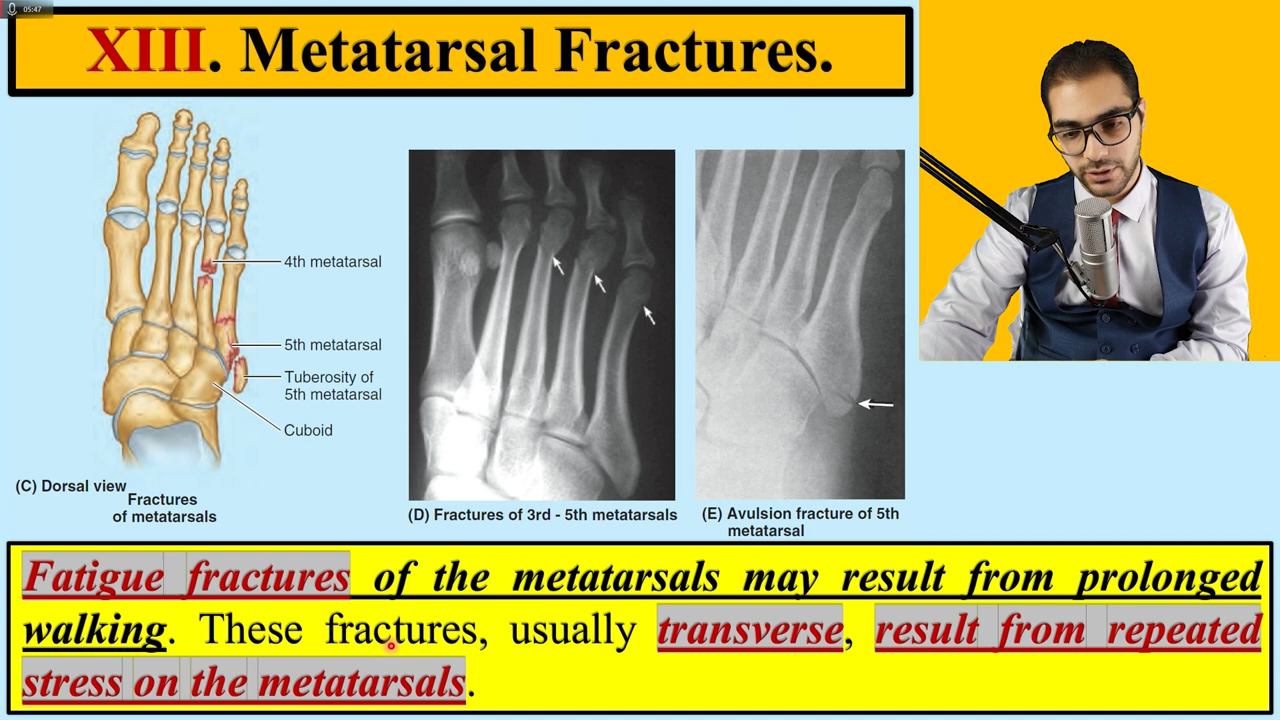 05:47
XIII. Metatarsal Fractures.
4th metatarsal
5th metatarsal
Tuberosity of
5th metatarsal
Cuboid
(C) Dorsal view
Fractures
of metatarsals
(D) Fractures of 3rd - 5th metatarsals
(E) Avulsion fracture of 5th
metatarsal
Fatigue fractures of the metatarsals may result from prolonged
walking. These fractures, usually transverse, result from repeated
stress on the metatarsals.